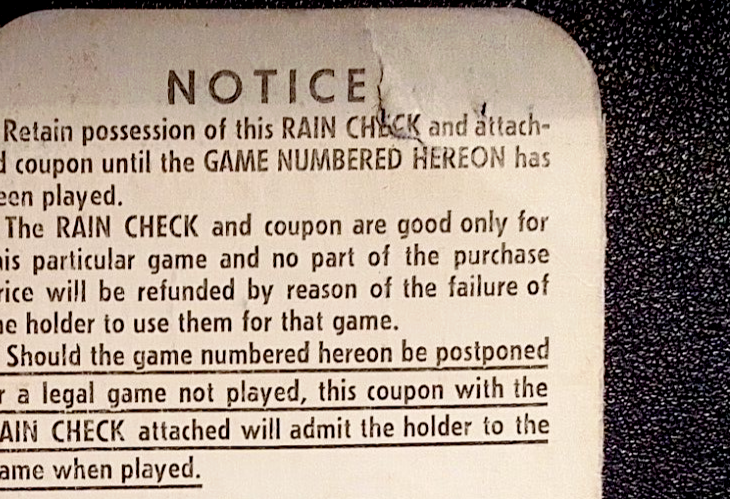 NOTICE
Retain possession of this RAIN CHECK and attach-
d coupon until the GAME NUMBERED HEREON has
een played.
The RAIN CHECK and coupon are good only for
his particular game and no part of the purchase
rice will be refunded by reason of the failure of
he holder to use them for that game.
Should the game numbered hereon be postponed
r a legal game not played, this coupon with the
AIN CHECK attached will admit the holder to the
ame when played.